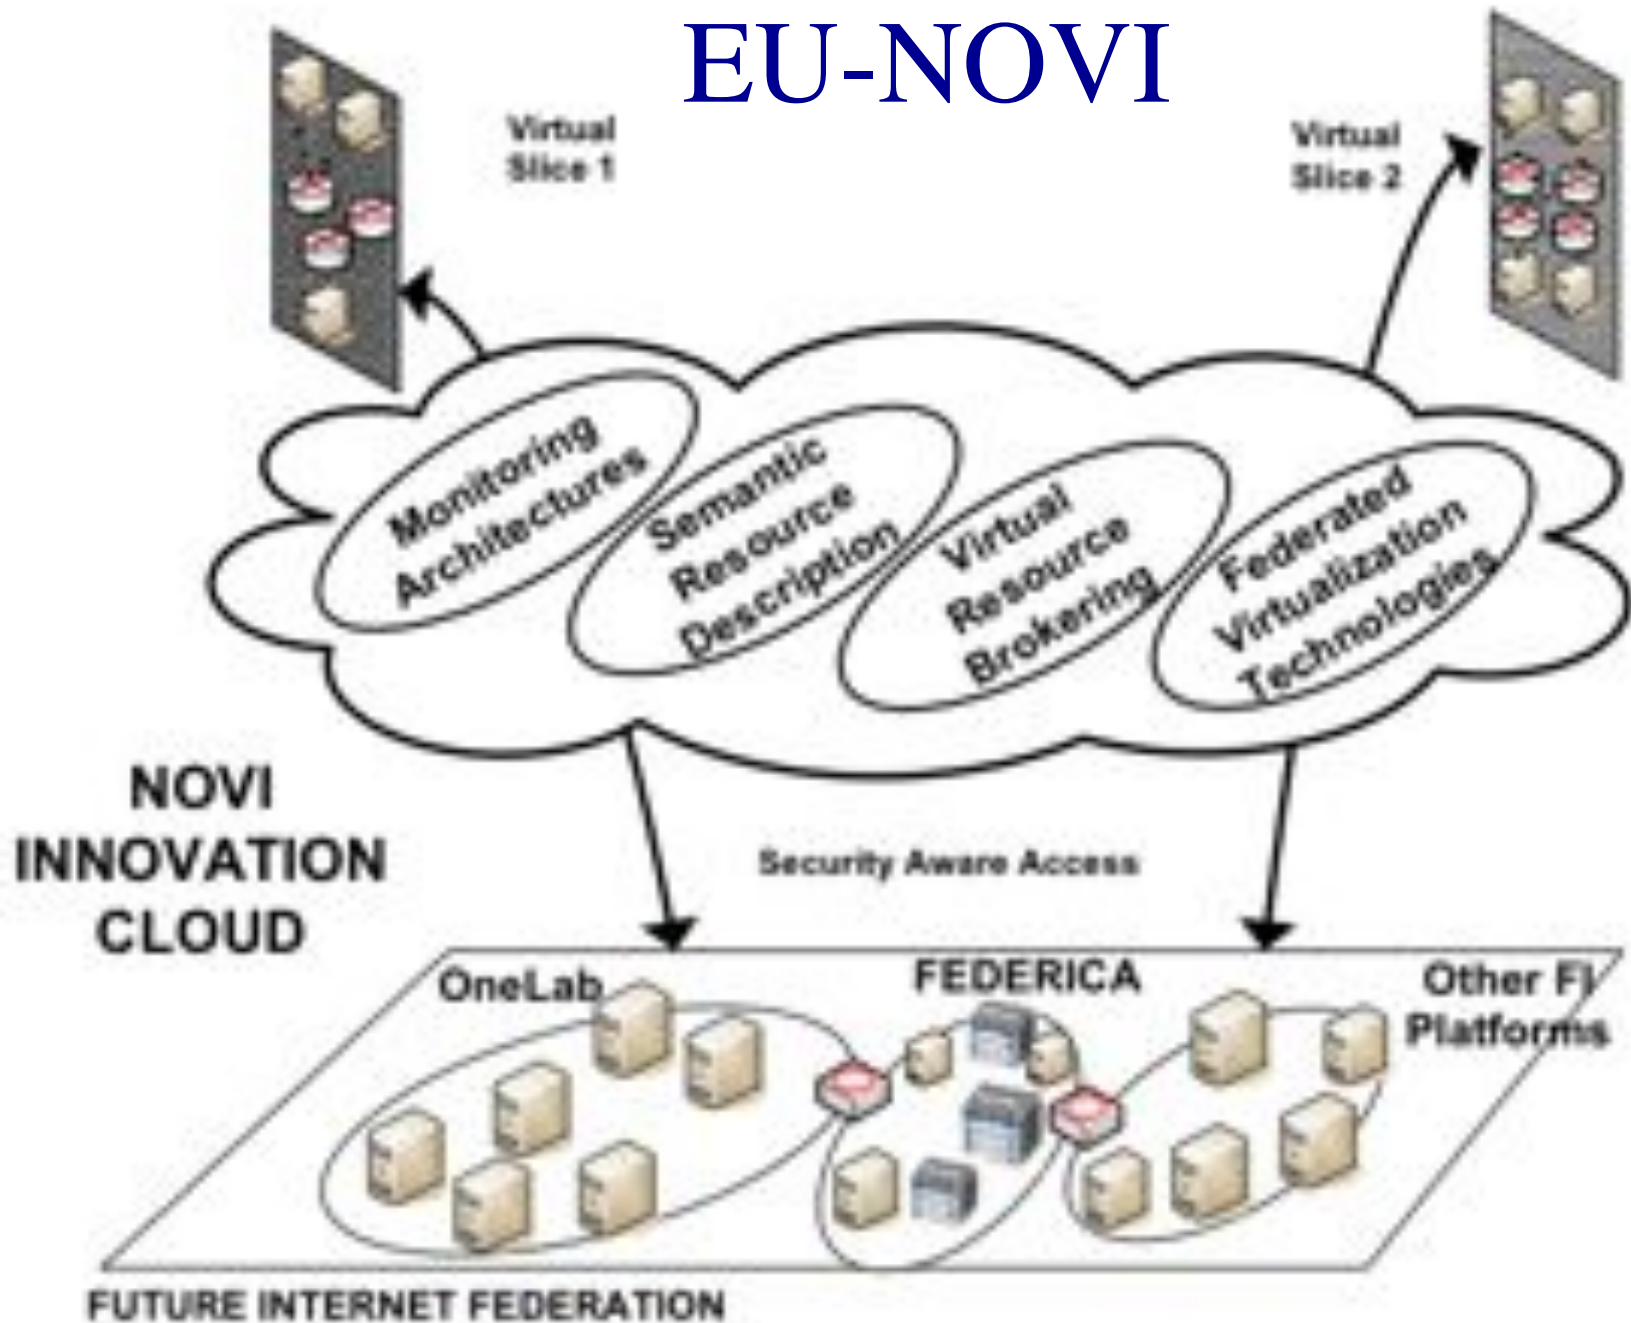 EU-NOVI
Virtual
Slice 1
Virtual
Slice 2
Monitoring
Architectures
Semantic
Resource
Description
Virtual
Resource
Brokering
Federated
Virtualization
Technologies
NOVI
INNOVATION
CLOUD
Security Aware Access
OneLab
FEDERICA
Other FI
Platforms
FUTURE INTERNET FEDERATION